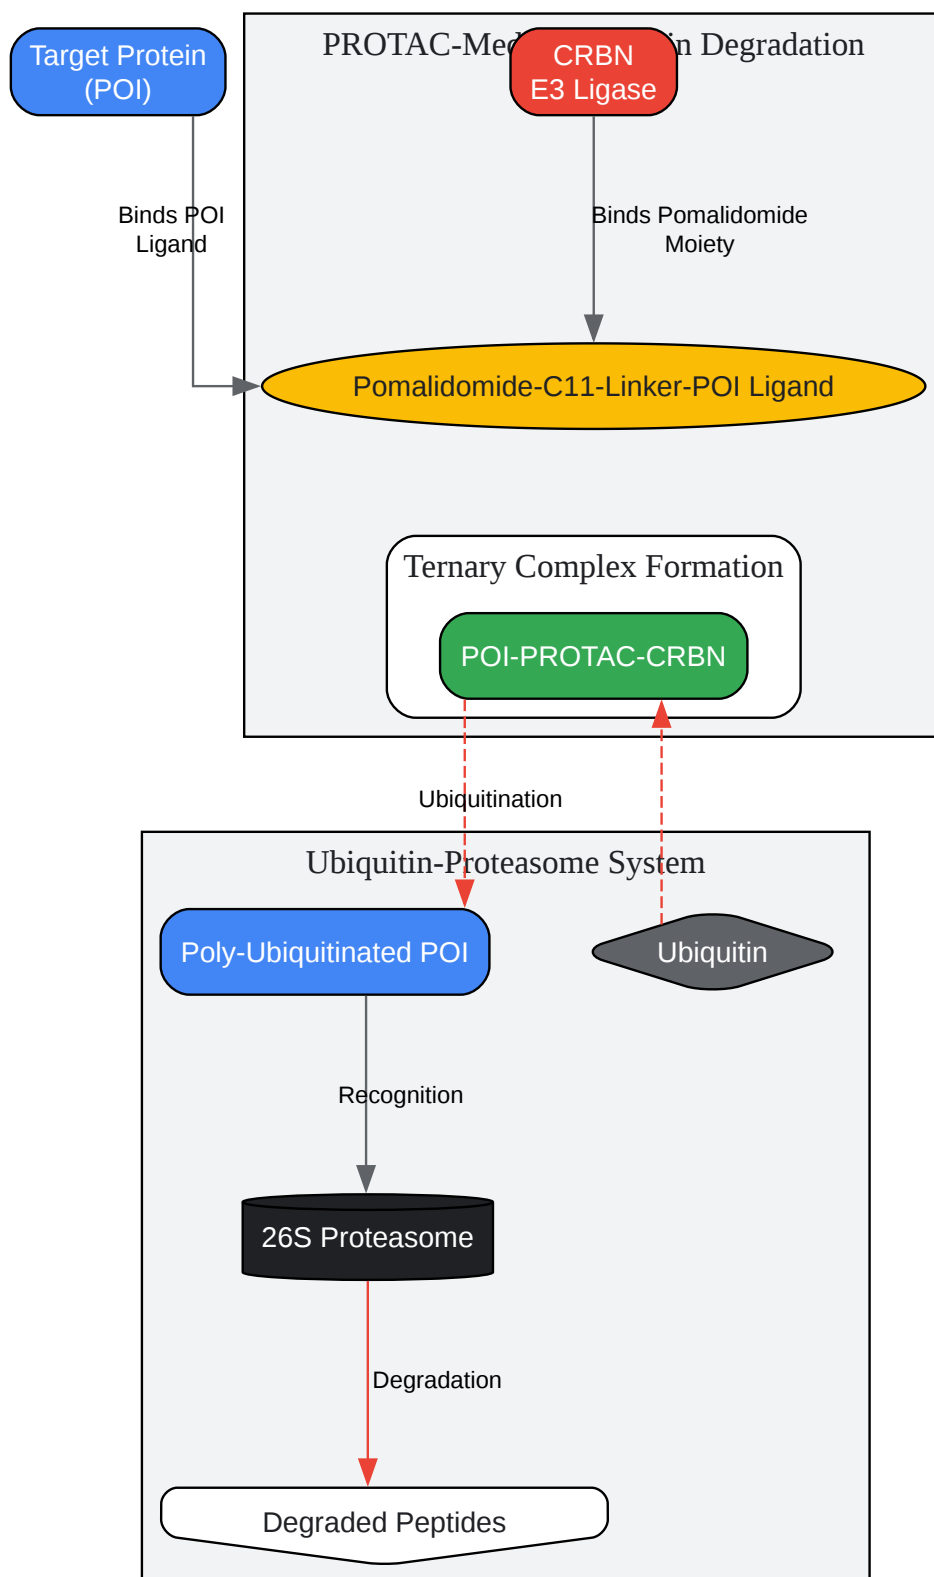 Target Protein
(POI)
PROTAC-Med in Degradation
CRBN
E3 Ligase
Binds POI
Ligand
Binds Pomalidomide
Moiety
Pomalidomide-C11-Linker-POI Ligand
Ternary Complex Formation
POI-PROTAC-CRBN
Ubiquitination
Ubiquitin-Proteasome System
Poly-Ubiquitinated POI
Ubiquitin
Recognition
26S Proteasome
Degradation
Degraded Peptides